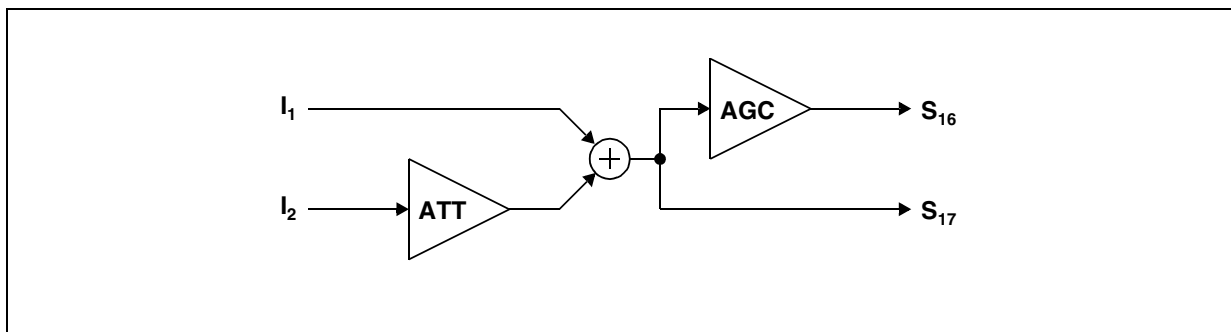 I₁
AGC
S₁₆
I₂
ATT
S₁₇